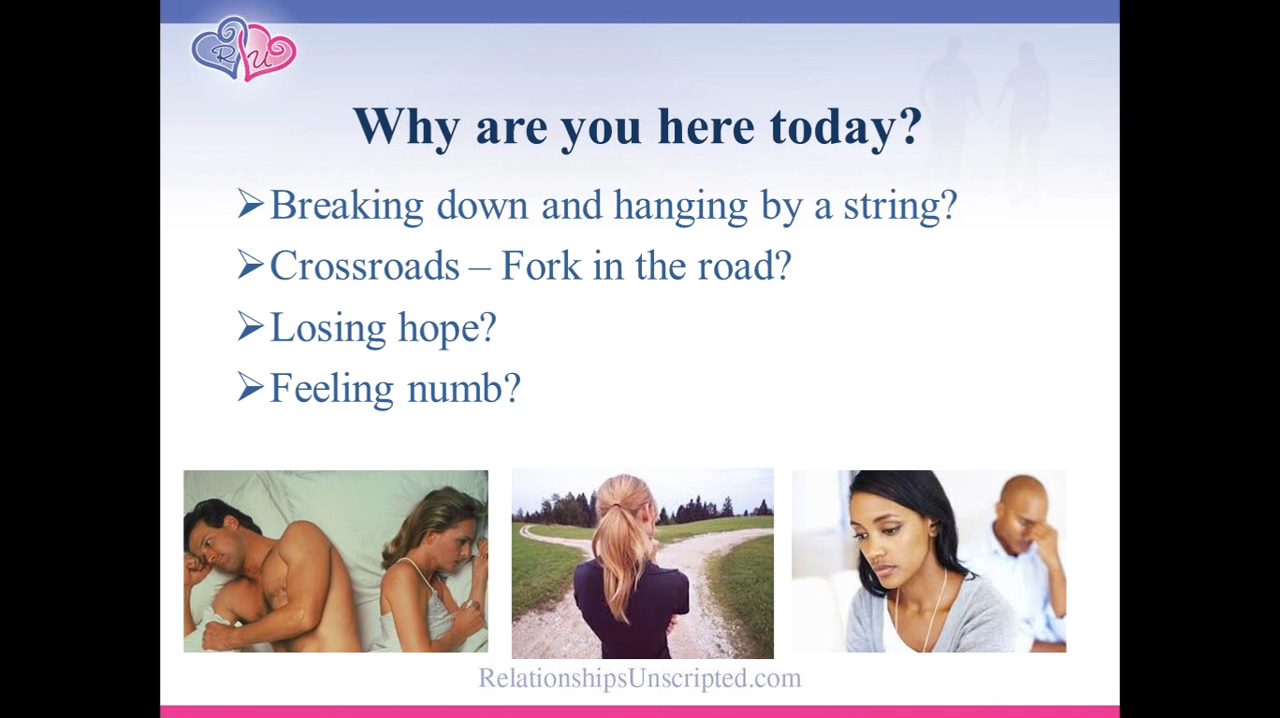 R U
Why are you here today?
➢Breaking down and hanging by a string?
➢Crossroads – Fork in the road?
➢Losing hope?
➢Feeling numb?
RelationshipsUnscripted.com